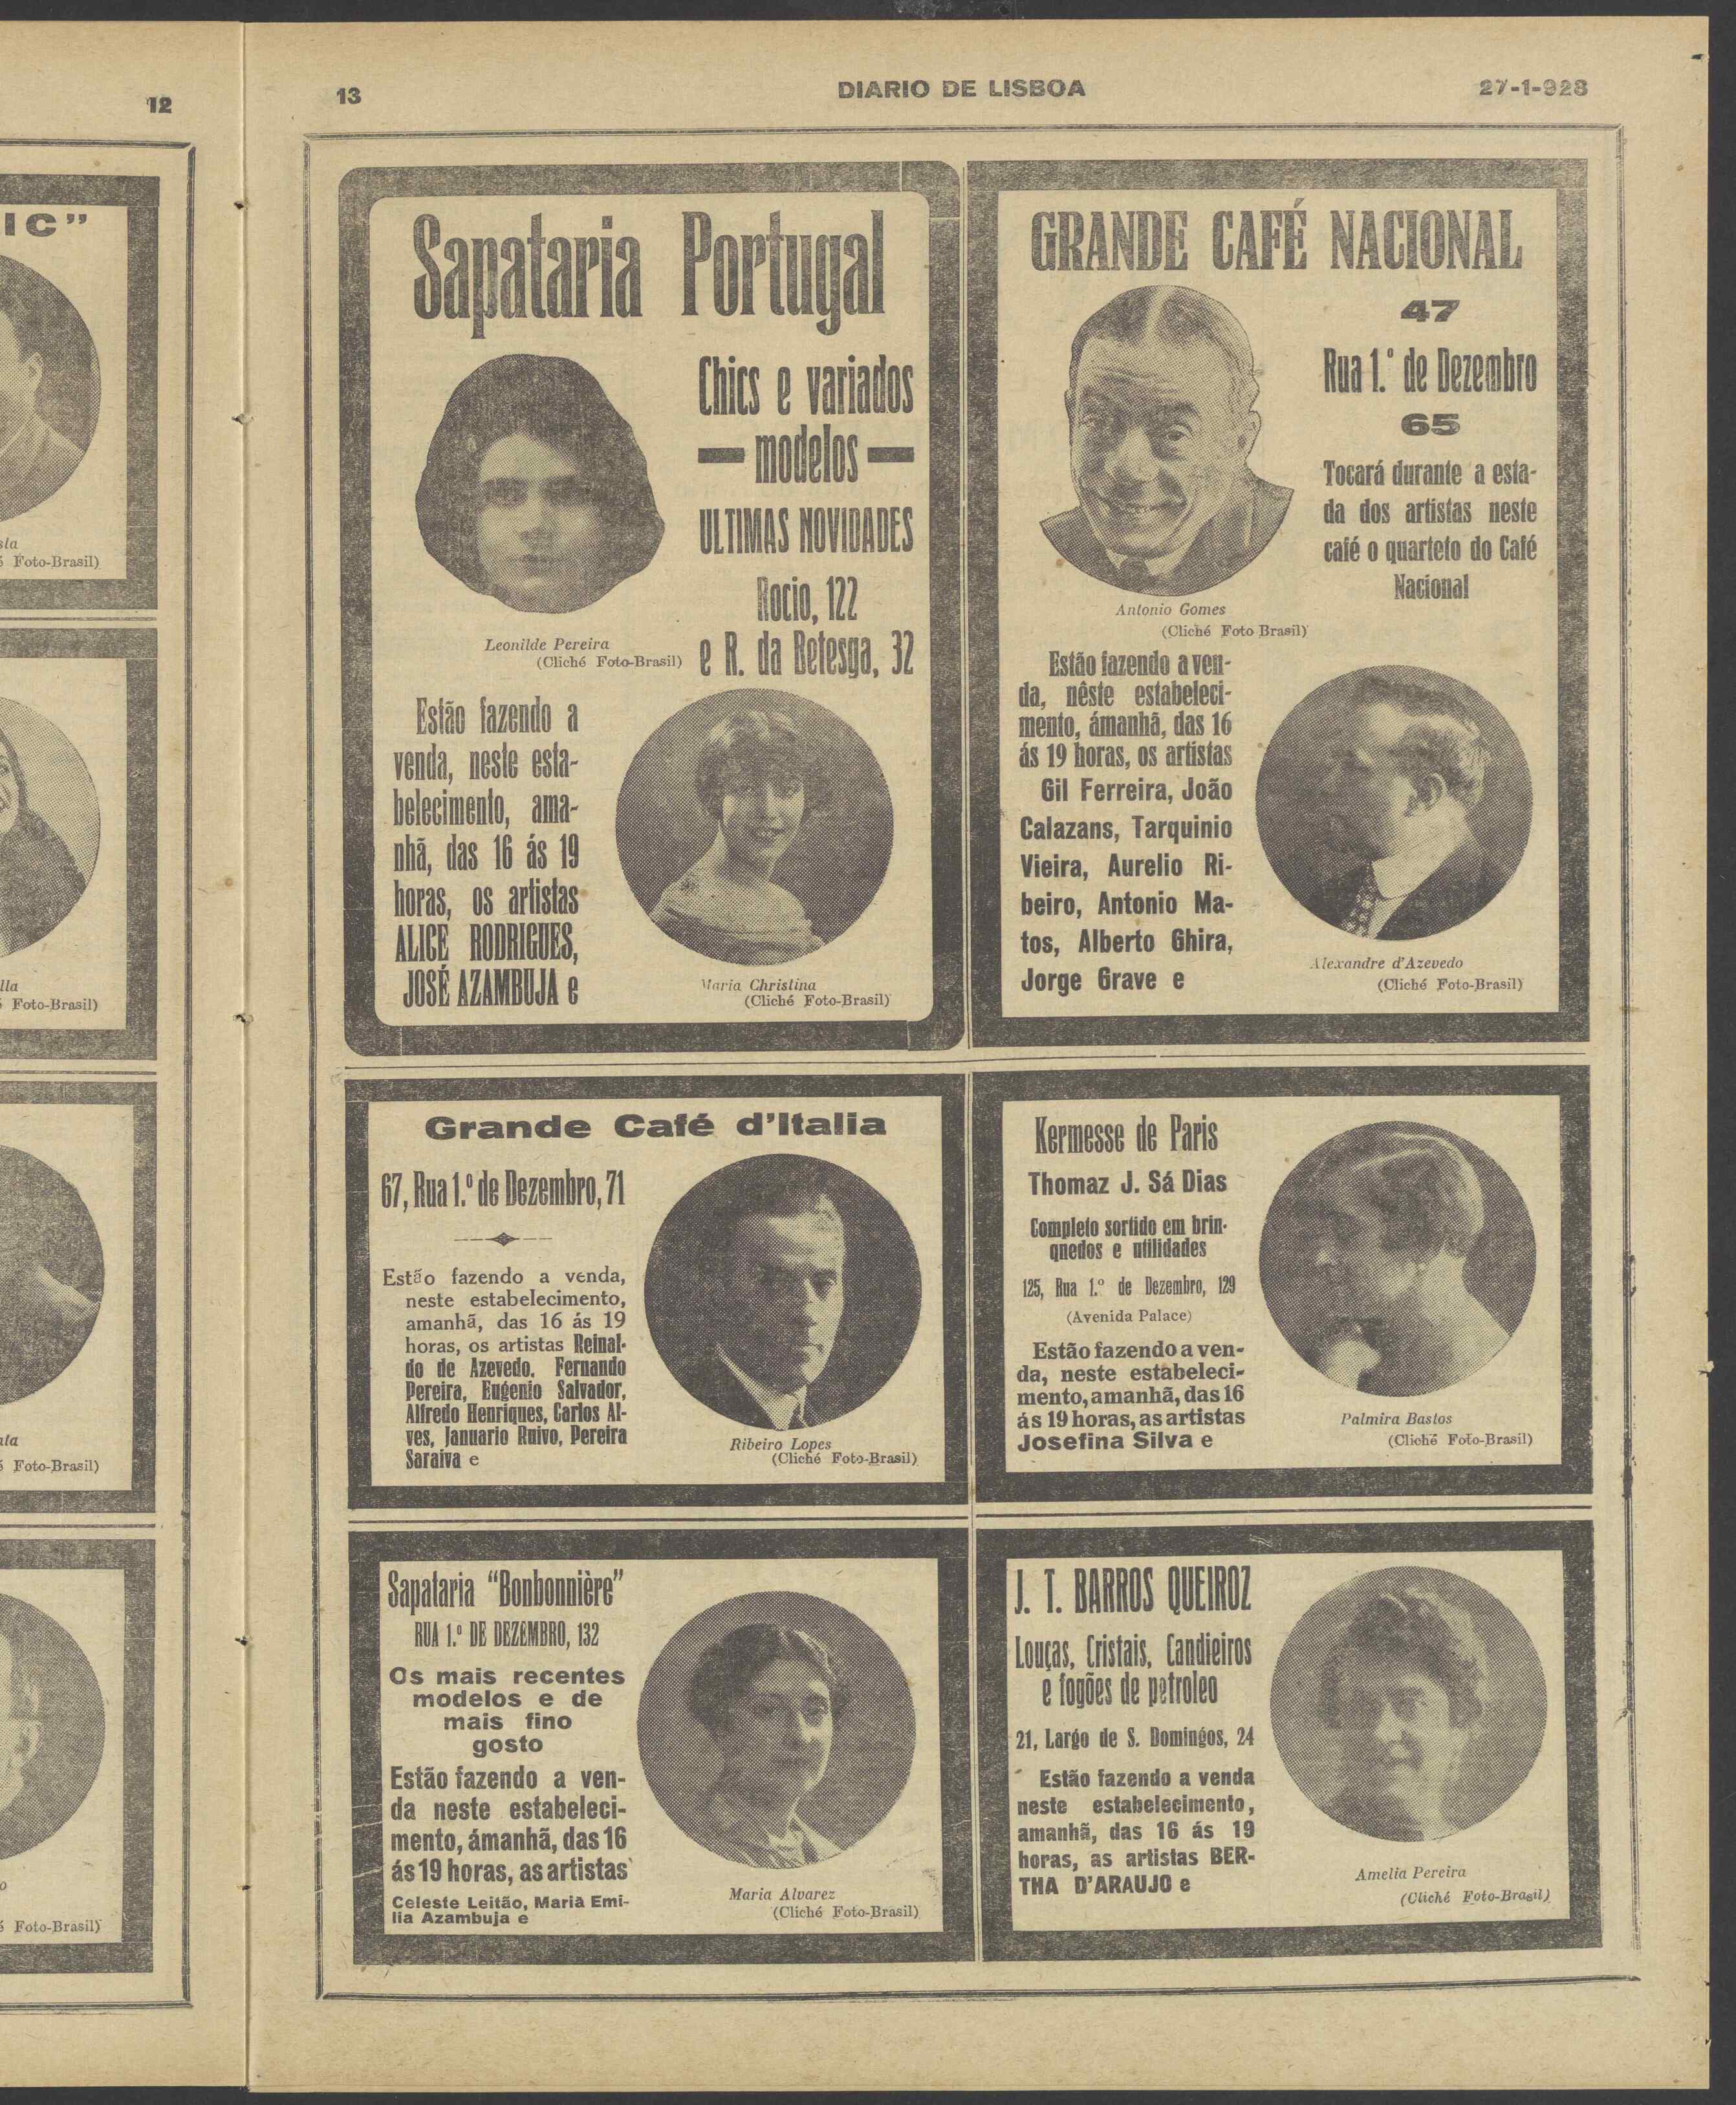 12
IC”
Foto-Brasil)
Foto-Brasil)
Foto-Brasil)
Foto-Brasil)
13
DIARIO DE LISBOA
27-1-928
Sapataria Portugal
Leonilde Pereira
(Cliché Foto-Brasil)
Chics e variados
— modelos —
ULTIMAS NOVIDADES
Rocio, 122
e R. da Betesga, 32
Estão fazendo a
venda, neste esta-
belecimento, ama-
nhã, das 16 ás 19
horas, os artistas
ALICE RODRIGUES,
JOSÉ AZAMBUJA e
Maria Christina
(Cliché Foto-Brasil)
GRANDE CAFÉ NACIONAL
47
Rua 1.º de Dezembro
65
Tocará durante a esta-
da dos artistas neste
café o quarteto do Café
Nacional
Antonio Gomes
(Cliché Foto Brasil)
Estão fazendo a ven-
da, nêste estabeleci-
mento, ámanhã, das 16
ás 19 horas, os artistas
Gil Ferreira, João
Calazans, Tarquinio
Vieira, Aurelio Ri-
beiro, Antonio Ma-
tos, Alberto Ghira,
Jorge Grave e
Alexandre d'Azevedo
(Cliché Foto-Brasil)
Grande Café d'Italia
67, Rua 1.º de Dezembro, 71
Estão fazendo a venda,
neste estabelecimento,
amanhã, das 16 ás 19
horas, os artistas Reinal-
do de Azevedo, Fernando
Pereira, Eugenio Salvador,
Alfredo Henriques, Carlos Al-
ves, Januario Ruivo, Pereira
Saraiva e
Ribeiro Lopes
(Cliché Foto-Brasil)
Kermesse de Paris
Thomaz J. Sá Dias
Completo sortido em brin-
quedos e utilidades
125, Rua 1.º de Dezembro, 129
(Avenida Palace)
Estão fazendo a ven-
da, neste estabeleci-
mento, amanhã, das 16
ás 19 horas, as artistas
Josefina Silva e
Palmira Bastos
(Cliché Foto-Brasil)
Sapataria “Bonbonnière”
RUA 1.º DE DEZEMBRO, 132
Os mais recentes
modelos e de
mais fino
gosto
Estão fazendo a ven-
da neste estabeleci-
mento, ámanhã, das 16
ás 19 horas, as artistas
Celeste Leitão, Maria Emi-
lia Azambuja e
Maria Alvarez
(Cliché Foto-Brasil)
J. T. BARROS QUEIROZ
Louças, Cristais, Candieiros
e fogões de petroleo
21, Largo de S. Domingos, 24
Estão fazendo a venda
neste estabelecimento,
amanhã, das 16 ás 19
horas, as artistas BER-
THA D'ARAUJO e
Amelia Pereira
(Cliché Foto-Brasil)